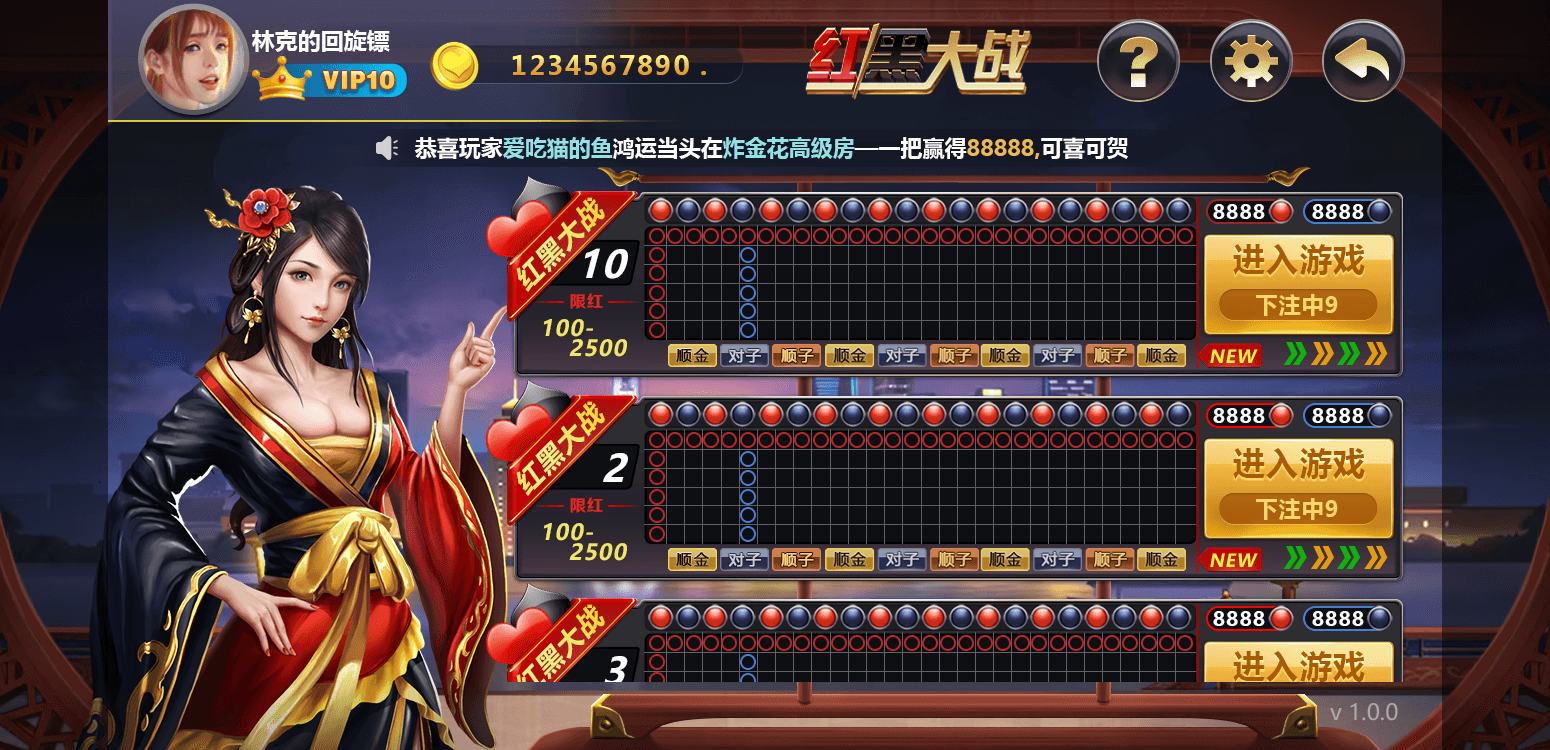 林克的回旋镖
VIP10
1234567890.
红黑大战
?
恭喜玩家爱吃猫的鱼鸿运当头在炸金花高级房——把赢得88888,可喜可贺
红黑大战
10
限红
100-
2500
顺金 对子 顺子 顺金 对子 顺子 顺金 对子 顺子 顺金
8888 8888
进入游戏
下注中9
NEW
红黑大战
2
限红
100-
2500
顺金 对子 顺子 顺金 对子 顺子 顺金 对子 顺子 顺金
8888 8888
进入游戏
下注中9
NEW
红黑大战
3
8888 8888
进入游戏
v 1.0.0